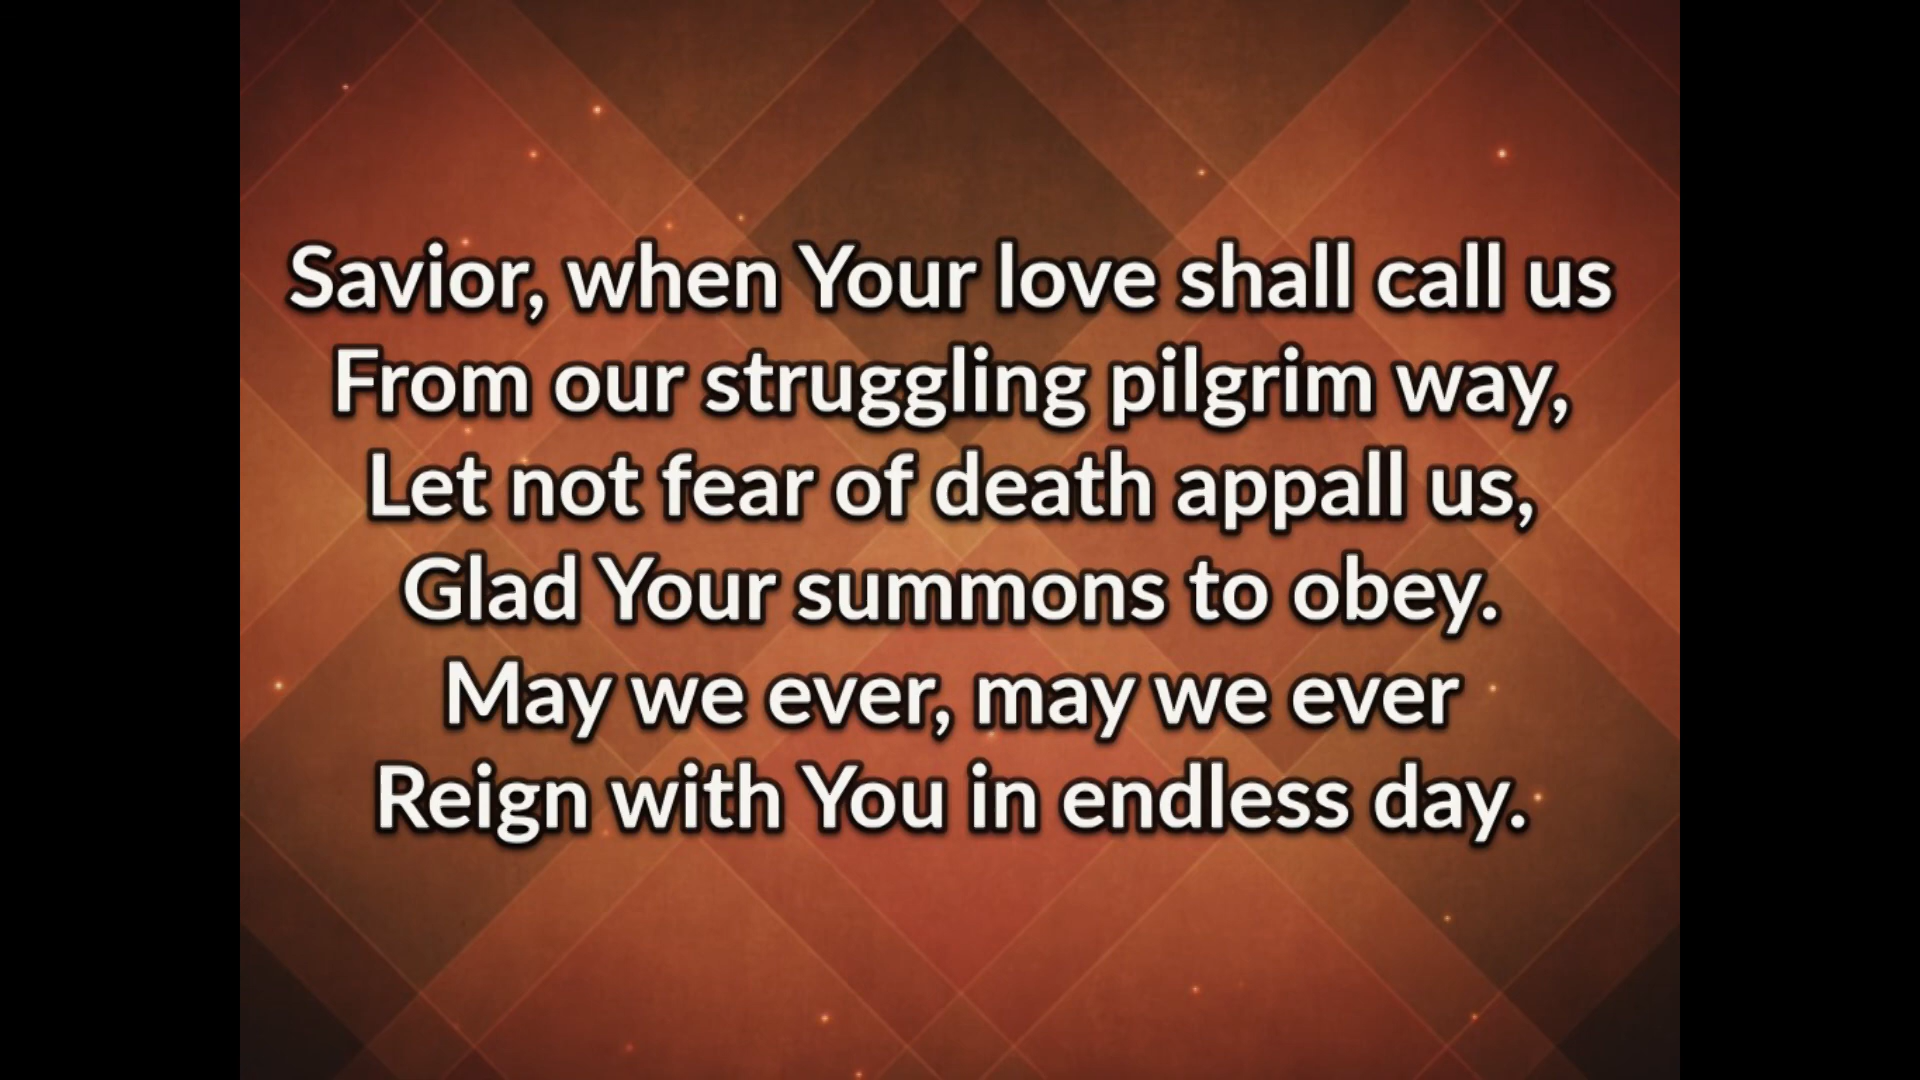 Savior, when Your love shall call us
From our struggling pilgrim way,
Let not fear of death appall us,
Glad Your summons to obey.
May we ever, may we ever
Reign with You in endless day.